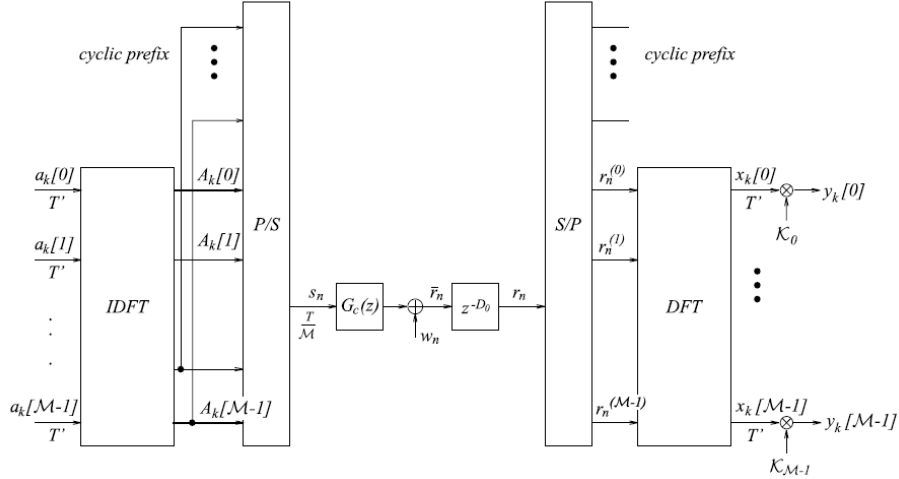 cyclic prefix
cyclic prefix
a_k[0]
T'
A_k[0]
a_k[1]
T'
A_k[1]
IDFT
a_k[M-1]
T'
A_k[M-1]
P/S
s_n
T/M
G_c(z)
r̄_n
w_n
z^{-D_0}
r_n
S/P
r_n^{(0)}
r_n^{(1)}
r_n^{(M-1)}
DFT
x_k[0]
T'
K_0
y_k[0]
x_k[M-1]
T'
K_{M-1}
y_k[M-1]